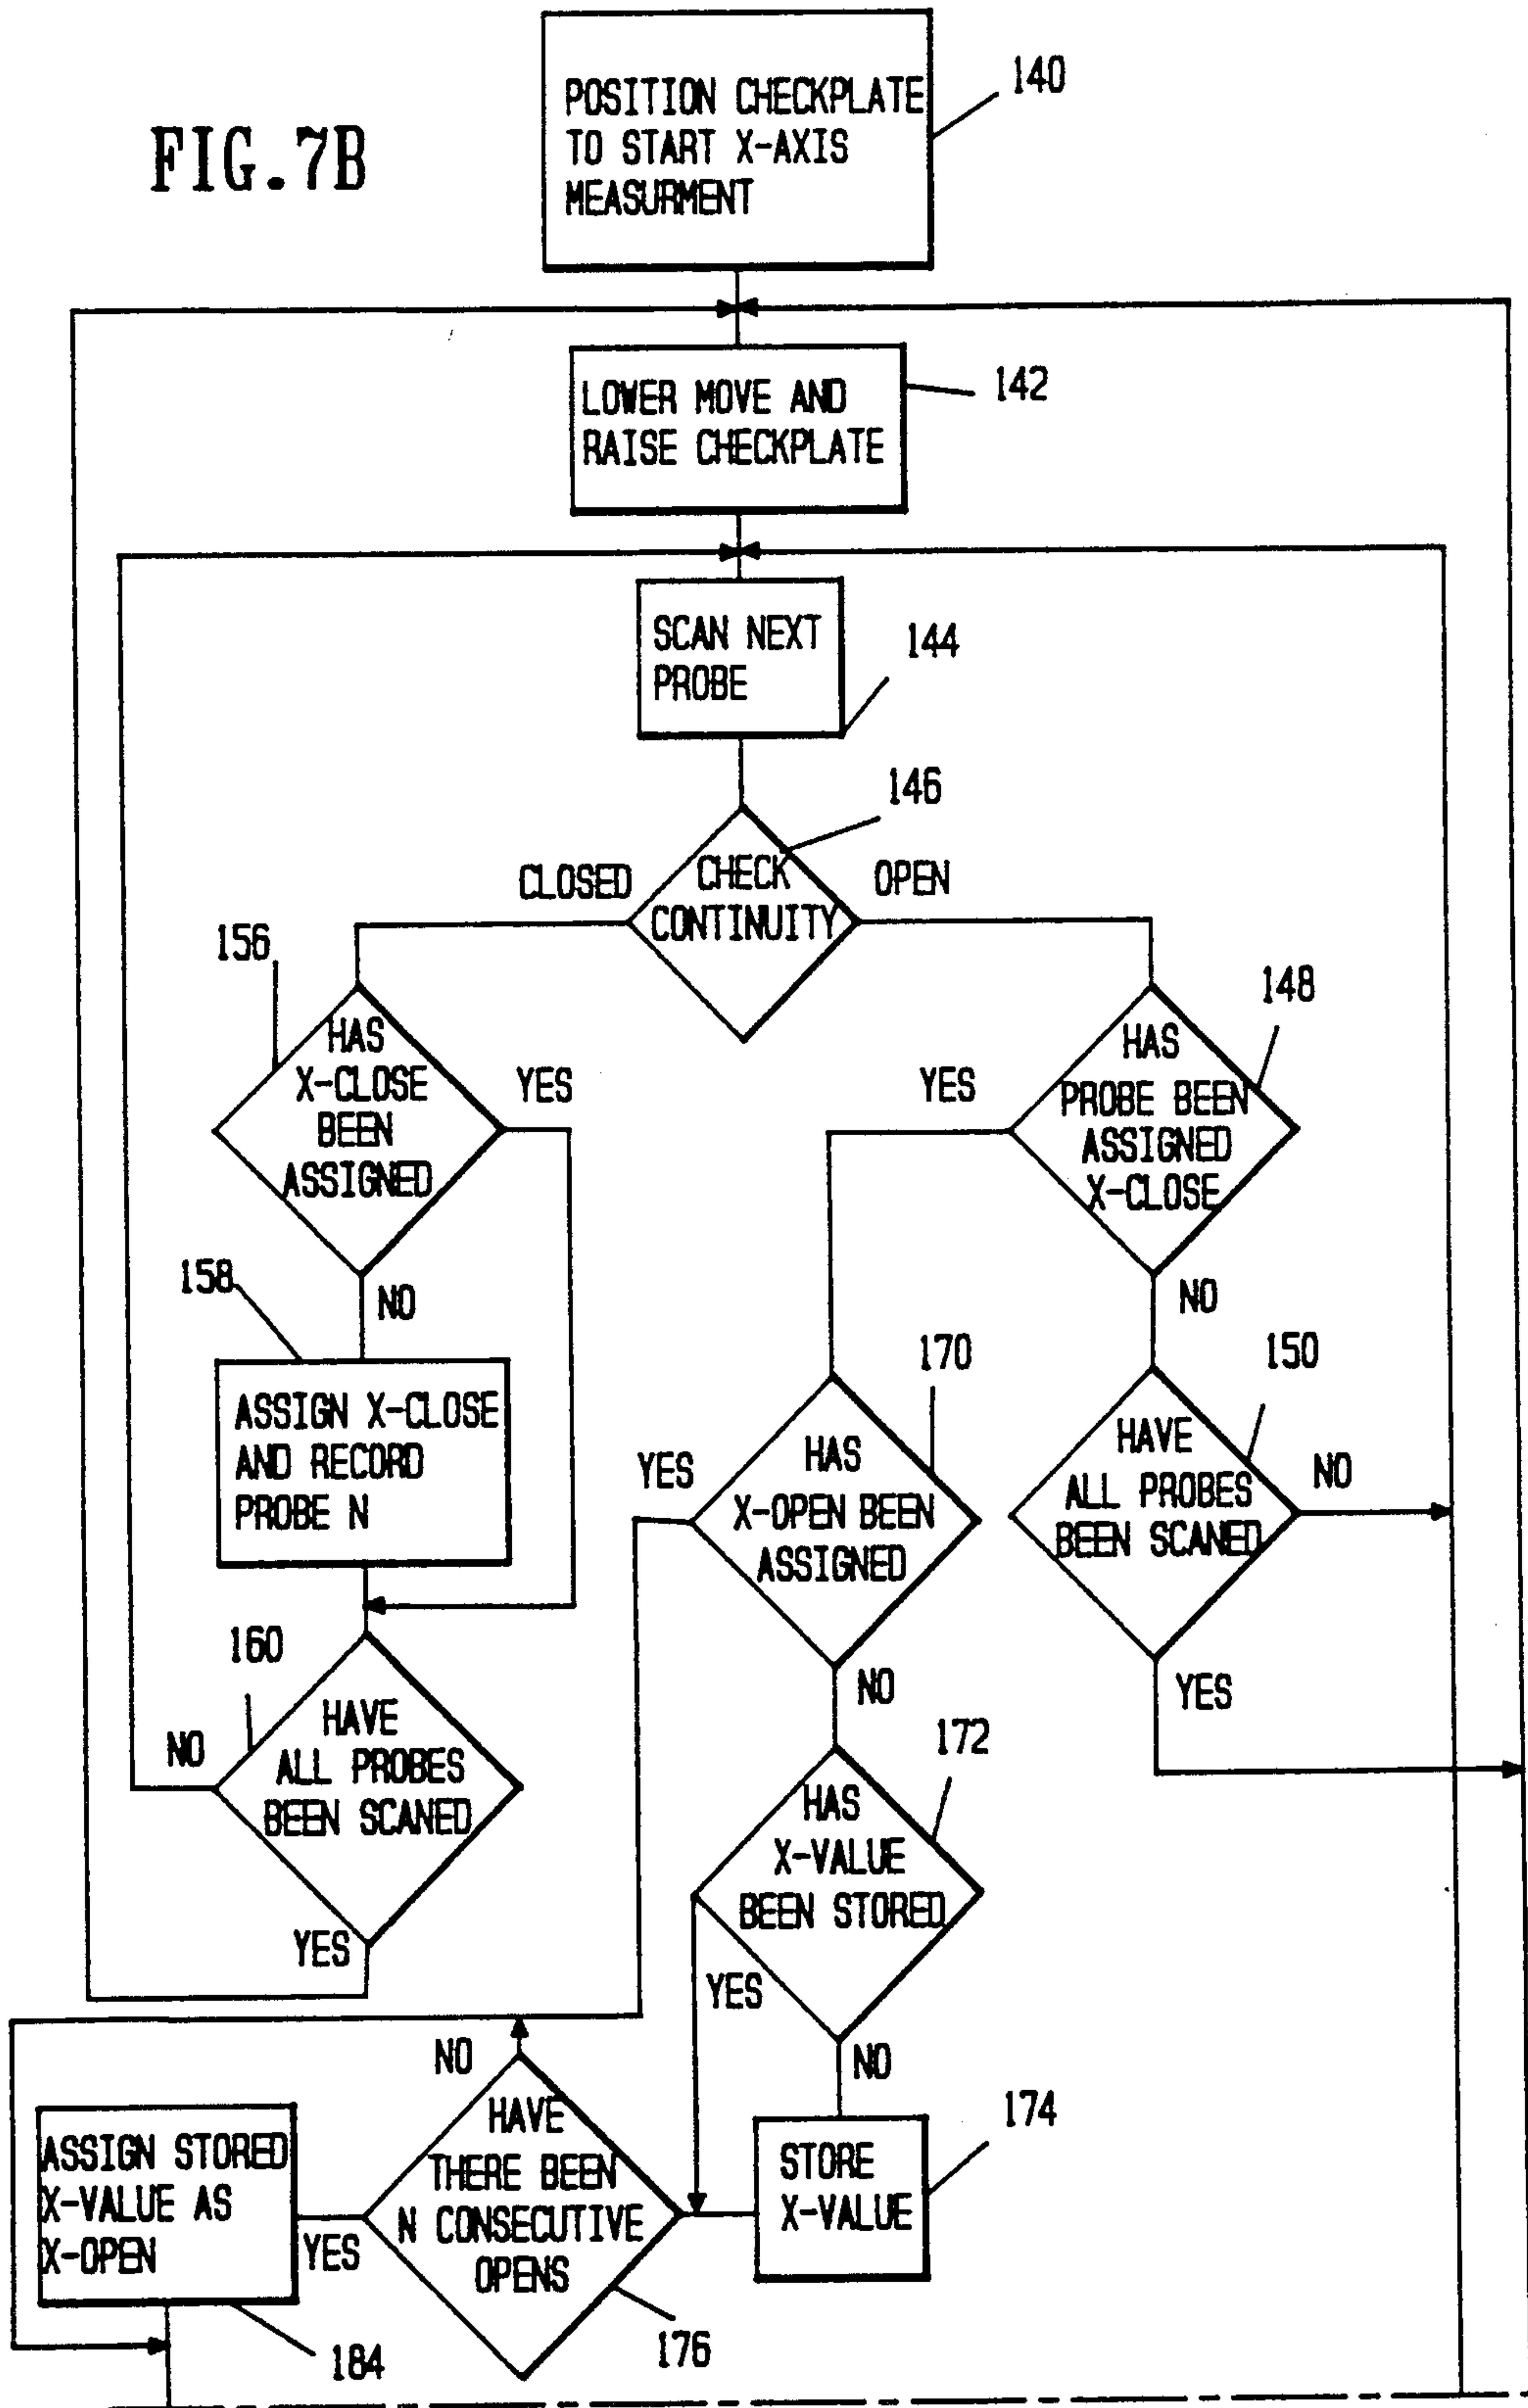 FIG. 7B
POSITION CHECKPLATE
TO START X-AXIS
MEASURMENT
140
LOWER MOVE AND
RAISE CHECKPLATE
142
SCAN NEXT
PROBE
144
146
CHECK
CONTINUITY
CLOSED
OPEN
156
HAS
X-CLOSE
BEEN
ASSIGNED
YES
NO
148
HAS
PROBE BEEN
ASSIGNED
X-CLOSE
YES
NO
158
ASSIGN X-CLOSE
AND RECORD
PROBE N
170
HAS
X-OPEN BEEN
ASSIGNED
YES
NO
150
HAVE
ALL PROBES
BEEN SCANED
NO
YES
160
HAVE
ALL PROBES
BEEN SCANED
NO
YES
172
HAS
X-VALUE
BEEN STORED
YES
NO
174
STORE
X-VALUE
NO
HAVE
THERE BEEN
N CONSECUTIVE
OPENS
YES
176
ASSIGN STORED
X-VALUE AS
X-OPEN
184